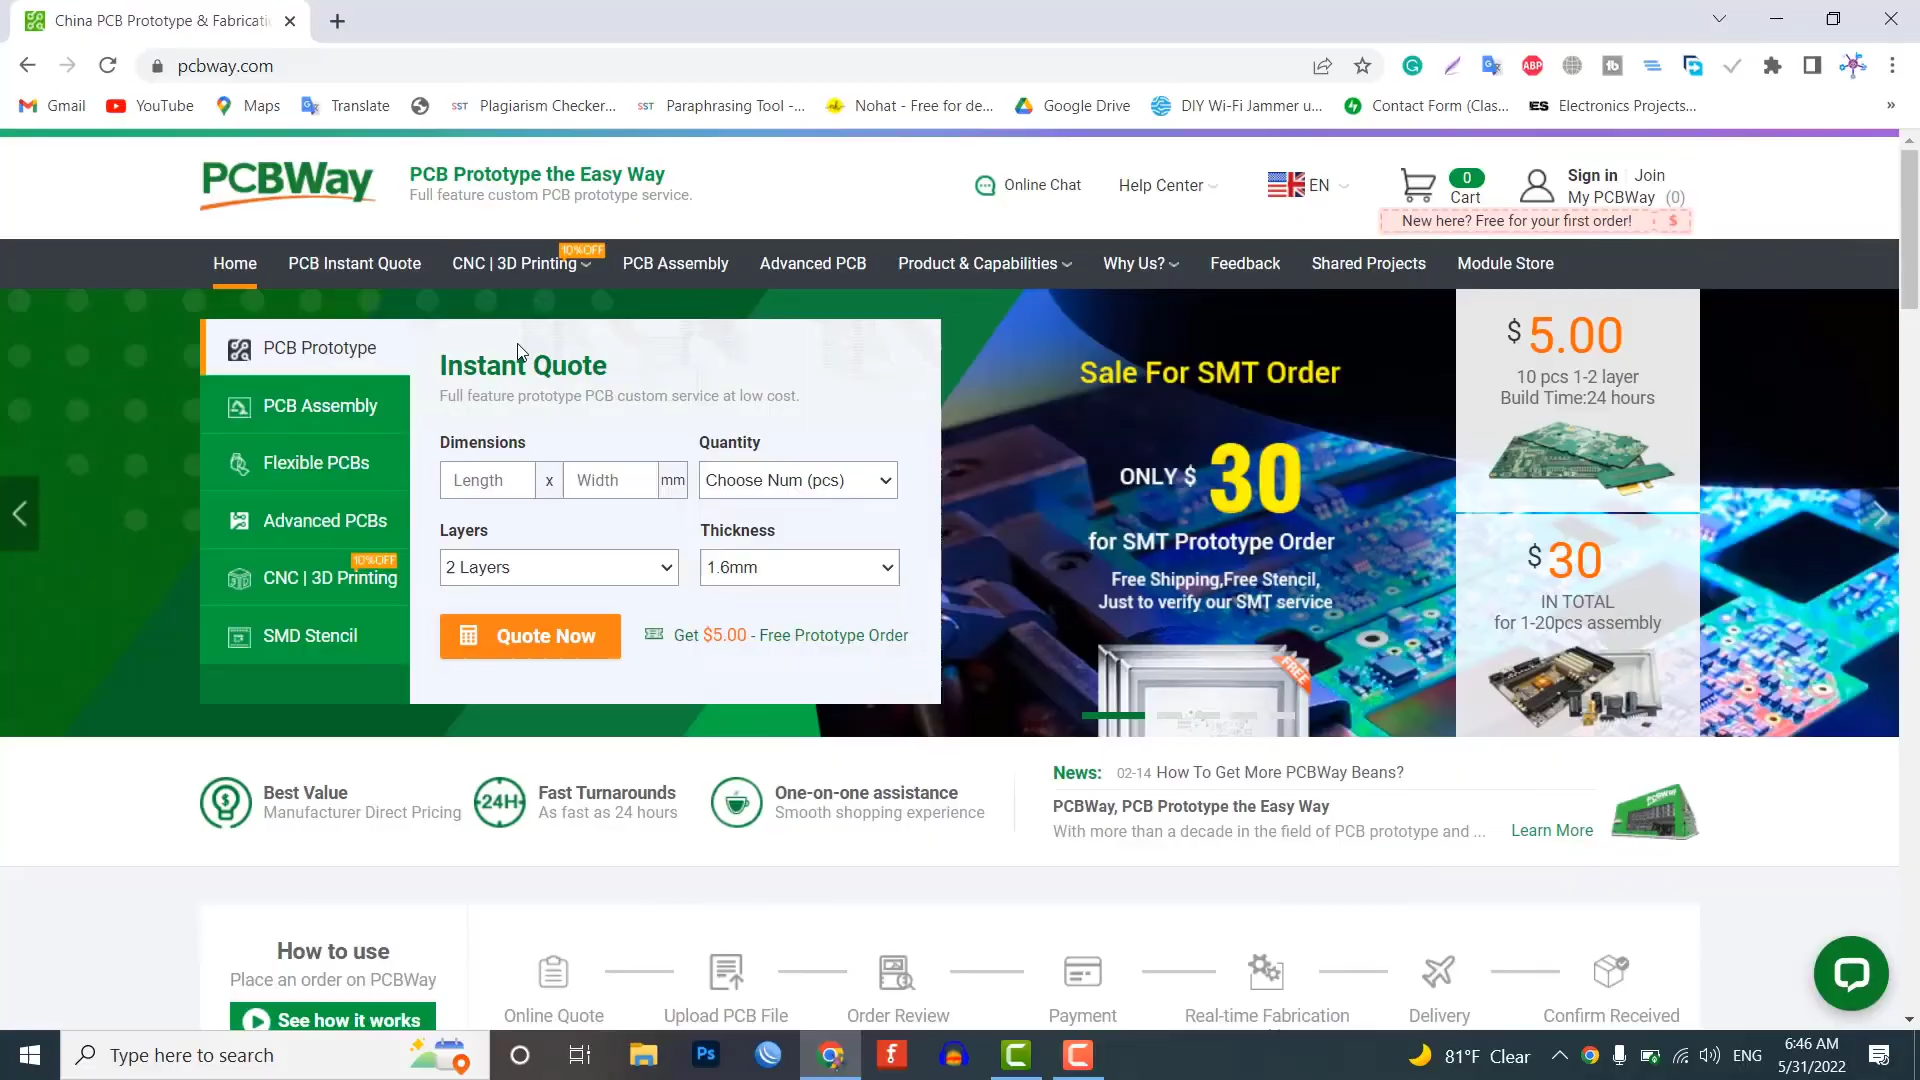 China PCB Prototype & Fabricati
pcbway.com
Gmail
YouTube
Maps
Translate
SST Plagiarism Checker...
SST Paraphrasing Tool -...
Nohat - Free for de...
Google Drive
DIY Wi-Fi Jammer u...
Contact Form (Clas...
ES Electronics Projects...
»
PCBWay
PCB Prototype the Easy Way
Full feature custom PCB prototype service.
Online Chat
Help Center
EN
0
Cart
Sign in
Join
My PCBWay (0)
New here? Free for your first order! $
Home
PCB Instant Quote
CNC | 3D Printing
10%OFF
PCB Assembly
Advanced PCB
Product & Capabilities
Why Us?
Feedback
Shared Projects
Module Store
PCB Prototype
PCB Assembly
Flexible PCBs
Advanced PCBs
10%OFF
CNC | 3D Printing
SMD Stencil
Instant Quote
Full feature prototype PCB custom service at low cost.
Dimensions
Quantity
Length x Width mm
Choose Num (pcs)
Layers
Thickness
2 Layers
1.6mm
Quote Now
Get $5.00 - Free Prototype Order
Sale For SMT Order
ONLY $ 30
for SMT Prototype Order
Free Shipping,Free Stencil,
Just to verify our SMT service
FREE
$ 5.00
10 pcs 1-2 layer
Build Time:24 hours
$ 30
IN TOTAL
for 1-20pcs assembly
Best Value
Manufacturer Direct Pricing
24H
Fast Turnarounds
As fast as 24 hours
One-on-one assistance
Smooth shopping experience
News: 02-14 How To Get More PCBWay Beans?
PCBWay, PCB Prototype the Easy Way
With more than a decade in the field of PCB prototype and ... Learn More
How to use
Place an order on PCBWay
See how it works
Online Quote
Upload PCB File
Order Review
Payment
Real-time Fabrication
Delivery
Confirm Received
Type here to search
Ps
81°F Clear
ENG
6:46 AM
5/31/2022